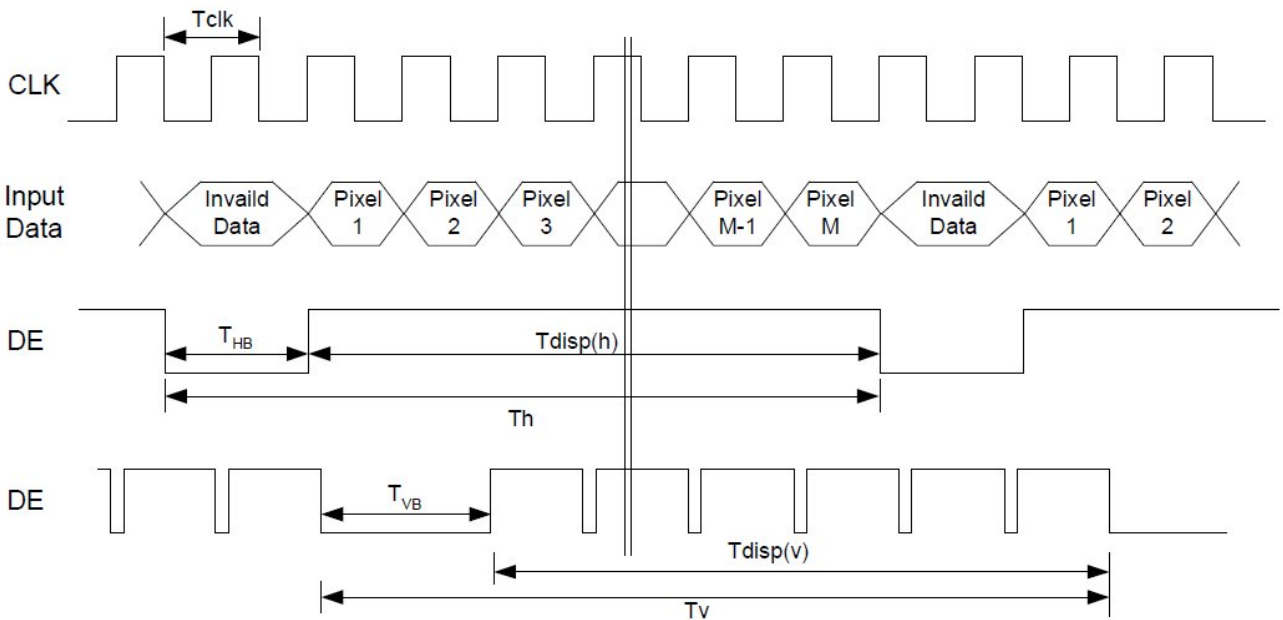 Tclk
CLK
Input
Data
Invaild
Data
Pixel
1
Pixel
2
Pixel
3
Pixel
M-1
Pixel
M
Invaild
Data
Pixel
1
Pixel
2
DE
THB
Tdisp(h)
Th
DE
TVB
Tdisp(v)
Tv